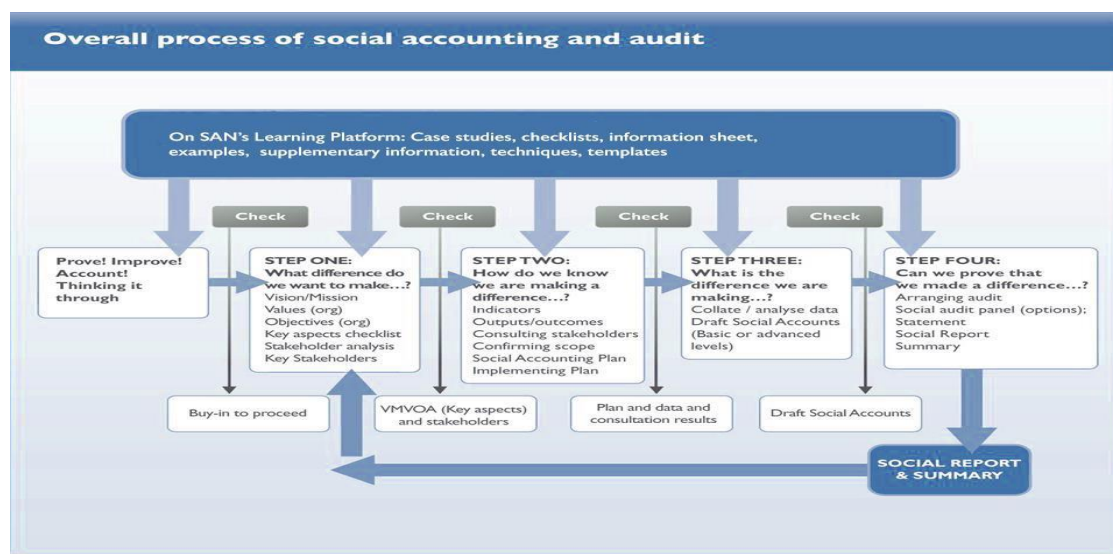 Overall process of social accounting and audit
On SAN's Learning Platform: Case studies, checklists, information sheet,
examples, supplementary information, techniques, templates
Check
Check
Check
Check
Prove! Improve!
Account!
Thinking it
through
STEP ONE:
What difference do
we want to make...?
Vision/Mission
Values (org)
Objectives (org)
Key aspects checklist
Stakeholder analysis
Key Stakeholders
STEP TWO:
How do we know
we are making a
difference...?
Indicators
Outputs/outcomes
Consulting stakeholders
Confirming scope
Social Accounting Plan
Implementing Plan
STEP THREE:
What is the
difference we are
making...?
Collate / analyse data
Draft Social Accounts
(Basic or advanced
levels)
STEP FOUR:
Can we prove that
we made a difference...?
Arranging audit
Social audit panel (options);
Statement
Social Report
Summary
Buy-in to proceed
VMVOA (Key aspects)
and stakeholders
Plan and data and
consultation results
Draft Social Accounts
SOCIAL REPORT
& SUMMARY